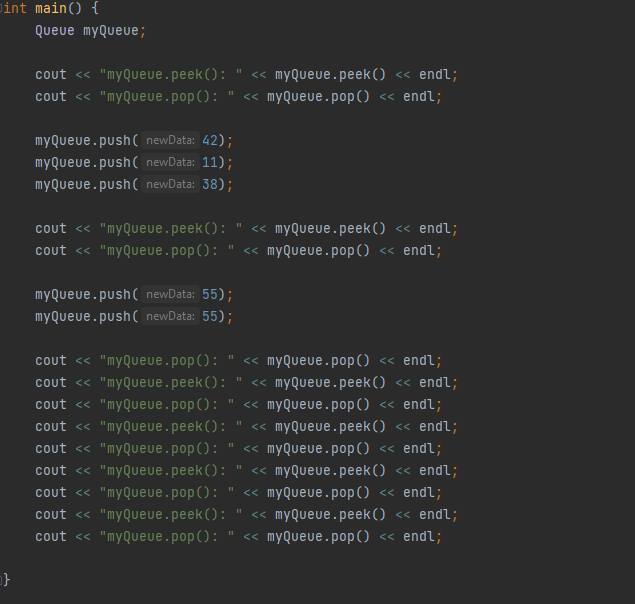 int main() {
Queue myQueue;
cout << "myQueue.peek(): " << myQueue.peek() << endl;
cout << "myQueue.pop(): " << myQueue.pop() << endl;
myQueue.push( newData: 42);
myQueue.push( newData: 11);
myQueue.push( newData: 38);
cout << "myQueue.peek(): " << myQueue.peek() << endl;
cout << "myQueue.pop(): " << myQueue.pop() << endl;
myQueue.push( newData: 55);
myQueue.push( newData: 55);
cout << "myQueue.pop(): " << myQueue.pop() << endl;
cout << "myQueue.peek(): " << myQueue.peek() << endl;
cout << "myQueue.pop(): " << myQueue.pop() << endl;
cout << "myQueue.peek(): " << myQueue.peek() << endl;
cout << "myQueue.pop(): " << myQueue.pop() << endl;
cout << "myQueue.peek(): " << myQueue.peek() << endl;
cout << "myQueue.pop(): " << myQueue.pop() << endl;
cout << "myQueue.peek(): " << myQueue.peek() << endl;
cout << "myQueue.pop(): " << myQueue.pop() << endl;
}